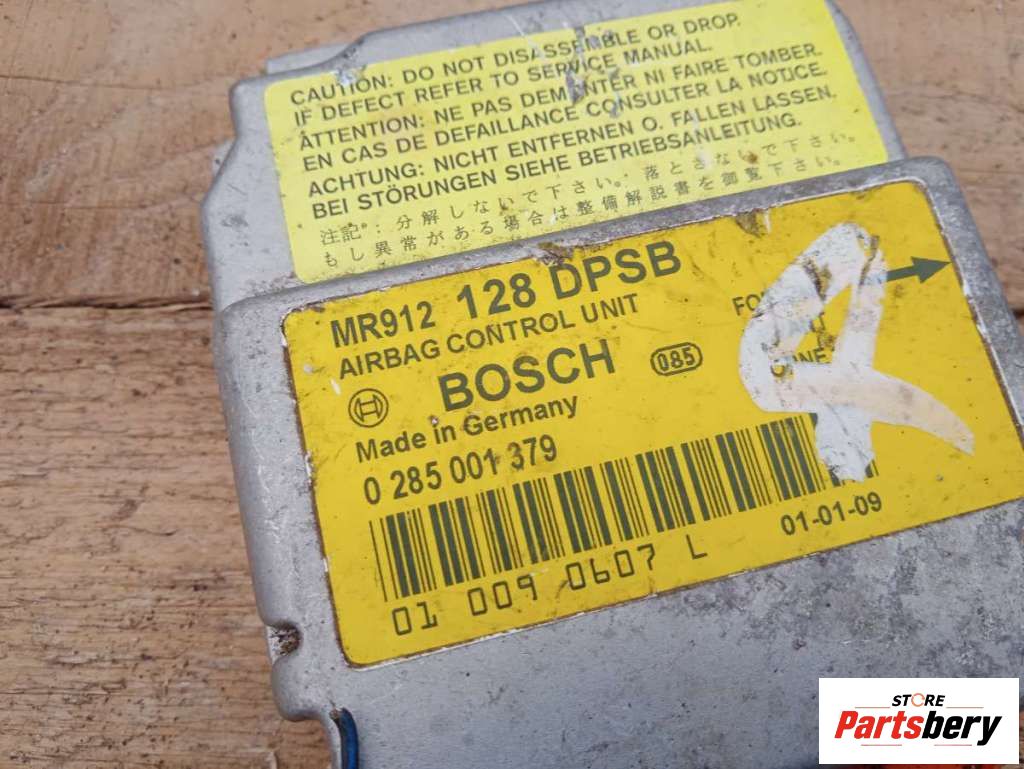 CAUTION: DO NOT DISASSEMBLE OR DROP.
IF DEFECT REFER TO SERVICE MANUAL.
ATTENTION: NE PAS DEMONTER NI FAIRE TOMBER.
EN CAS DE DEFAILLANCE CONSULTER LA NOTICE.
ACHTUNG: NICHT ENTFERNEN O. FALLEN LASSEN.
BEI STÖRUNGEN SIEHE BETRIEBSANLEITUNG.
注記: 分解しないで下さい。落とさないで下さい。
もし異常がある場合は整備解説書を御覧下さい。
MR912 128 DPSB
AIRBAG CONTROL UNIT
BOSCH 085
Made in Germany
0 285 001 379
01-01-09
01 009 0607 L
STORE
Partsbery